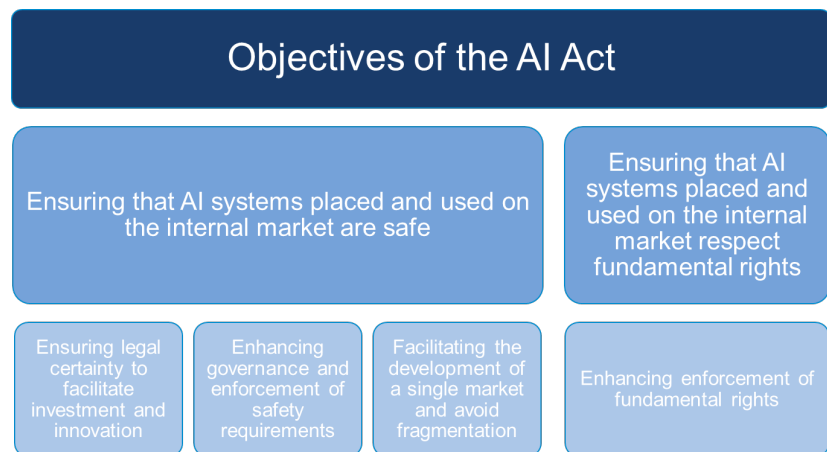 Objectives of the AI Act
Ensuring that AI systems placed and used on
the internal market are safe
Ensuring that AI
systems placed and
used on the internal
market respect
fundamental rights
Ensuring legal
certainty to
facilitate
investment and
innovation
Enhancing
governance and
enforcement of
safety
requirements
Facilitating the
development of
a single market
and avoid
fragmentation
Enhancing enforcement of
fundamental rights